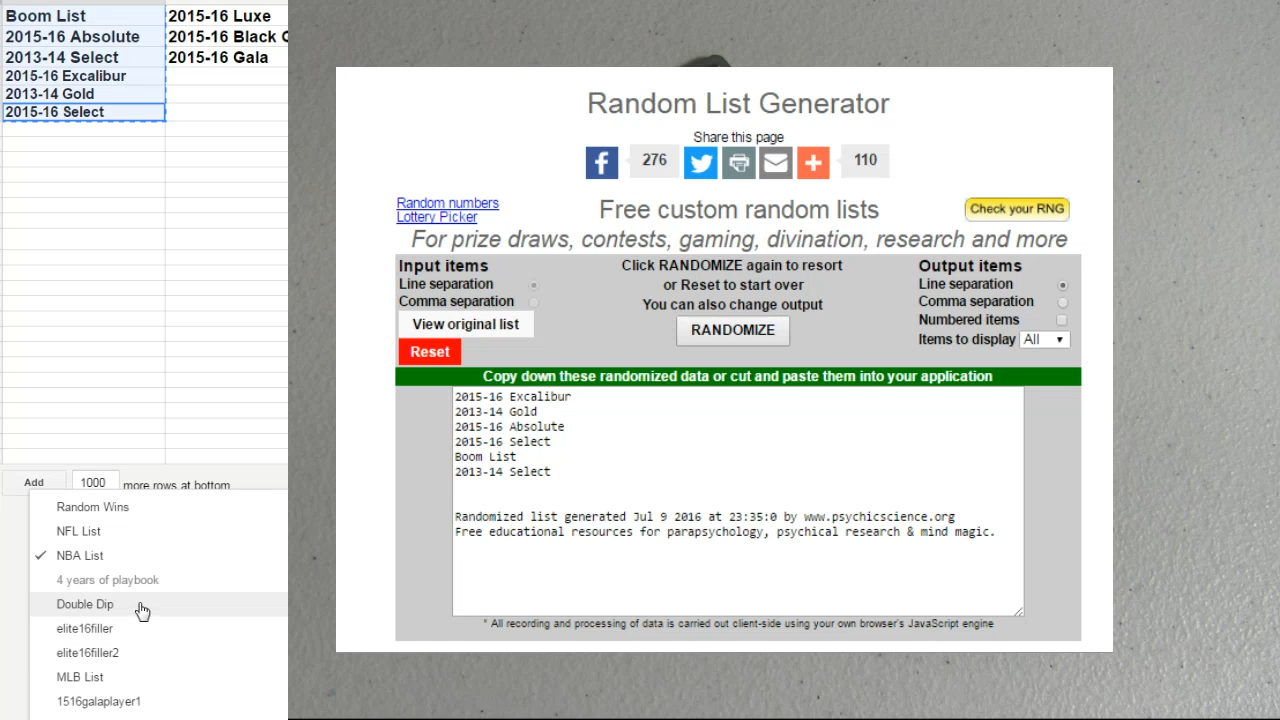 Boom List
2015-16 Luxe
2015-16 Absolute
2015-16 Black
2013-14 Select
2015-16 Gala
2015-16 Excalibur
2013-14 Gold
2015-16 Select
Add
1000
more rows at bottom
Random Wins
NFL List
NBA List
4 years of playbook
Double Dip
elite16filler
elite16filler2
MLB List
1516galaplayer1
Random List Generator
Share this page
276
110
Random numbers
Lottery Picker
Free custom random lists
Check your RNG
For prize draws, contests, gaming, divination, research and more
Input items
Line separation
Comma separation
View original list
Reset
Click RANDOMIZE again to resort
or Reset to start over
You can also change output
RANDOMIZE
Output items
Line separation
Comma separation
Numbered items
Items to display All
Copy down these randomized data or cut and paste them into your application
2015-16 Excalibur
2013-14 Gold
2015-16 Absolute
2015-16 Select
Boom List
2013-14 Select
Randomized list generated Jul 9 2016 at 23:35:0 by www.psychicscience.org
Free educational resources for parapsychology, psychical research & mind magic.
* All recording and processing of data is carried out client-side using your own browser's JavaScript engine